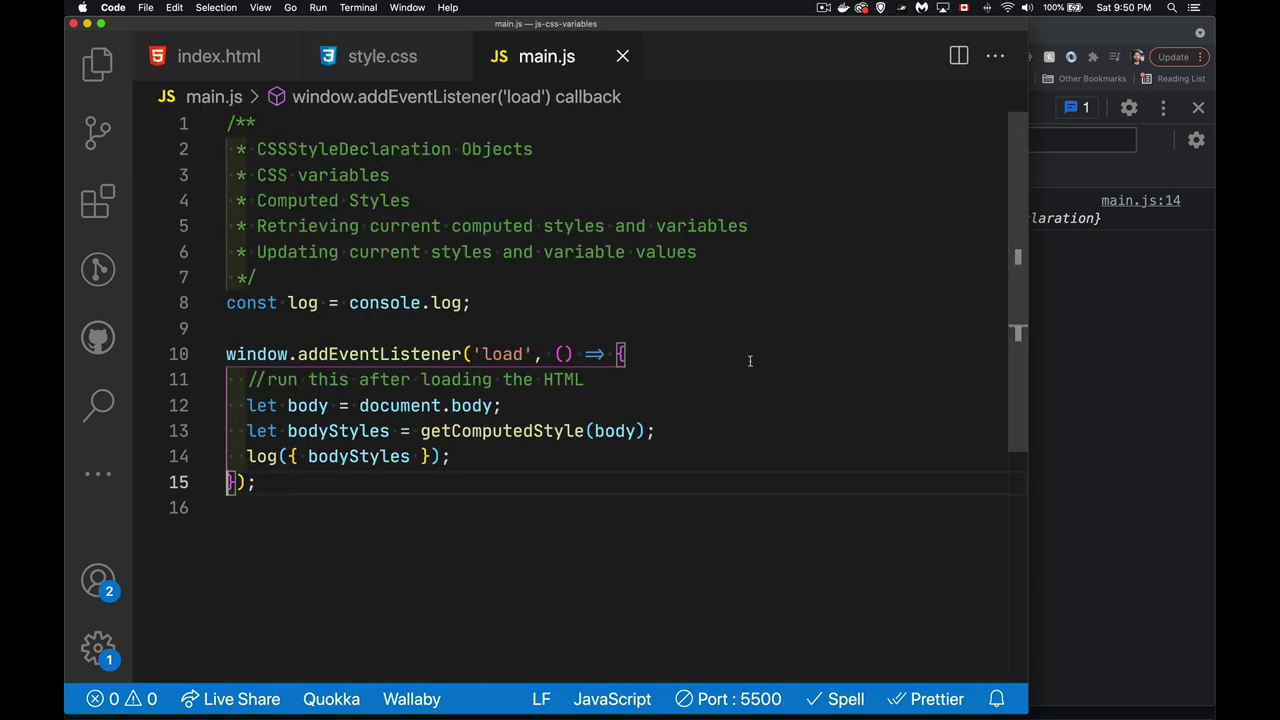 Code File Edit Selection View Go Run Terminal Window Help 100% Sat 9:50 PM
main.js — js-css-variables
index.html style.css JS main.js
Update
JS main.js > window.addEventListener('load') callback
Other Bookmarks Reading List
1
1 /**
2 * CSSStyleDeclaration Objects
3 * CSS variables
4 * Computed Styles
5 * Retrieving current computed styles and variables
6 * Updating current styles and variable values
7 */
8 const log = console.log;
9
10 window.addEventListener('load', () => {
11 //run this after loading the HTML
12 let body = document.body;
13 let bodyStyles = getComputedStyle(body);
14 log({ bodyStyles });
15 });
16
main.js:14
laration}
2
1
0 0 Live Share Quokka Wallaby LF JavaScript Port : 5500 Spell Prettier